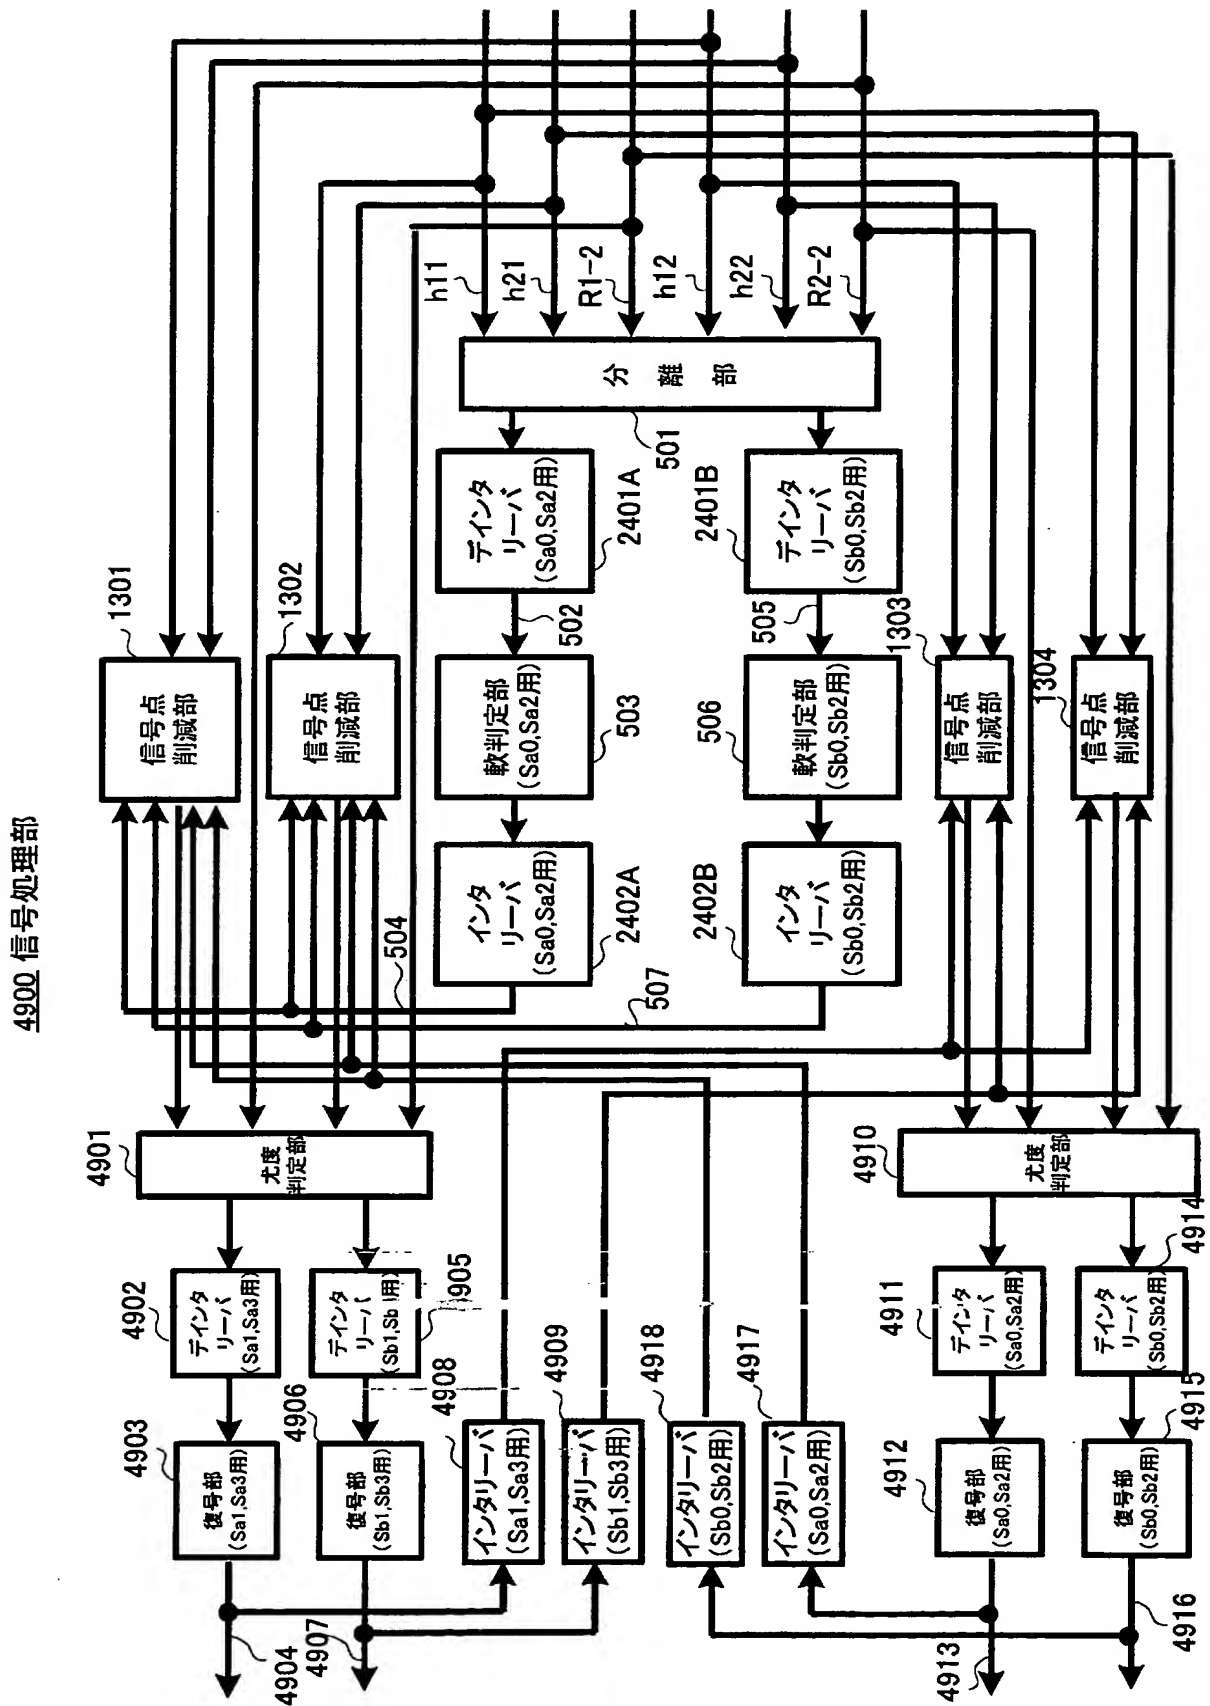 4900 信号処理部
4904
4903
復号部
(Sa1,Sa3用)
4902
デインタ
リーバ
(Sa1,Sa3用)
4901
尤度
判定部
1301
信号点
削減部
4907
4906
復号部
(Sb1,Sb3用)
デインタ
リーバ
1302
信号点
削減部
504
4908
インタリーバ
(Sa1,Sa3用)
2402A
インタ
リーバ
(Sa0,Sa2用)
503
軟判定部
(Sa0,Sa2用)
502
2401A
デインタ
リーバ
(Sa0,Sa2用)
h11
h21
R1-2
h12
h22
R2-2
分離部
501
4909
インタリーバ
(Sb1,Sb3用)
507
4918
インタリーバ
(Sb0,Sb2用)
2402B
インタ
リーバ
(Sb0,Sb2用)
506
軟判定部
(Sb0,Sb2用)
505
2401B
デインタ
リーバ
(Sb0,Sb2用)
4917
インタリーバ
(Sa0,Sa2用)
4913
4912
復号部
(Sa0,Sa2用)
4911
デインタ
リーバ
(Sa0,Sa2用)
4910
尤度
判定部
1303
信号点
削減部
1304
信号点
削減部
4916
4915
復号部
(Sb0,Sb2用)
4914
デインタ
リーバ
(Sb0,Sb2用)